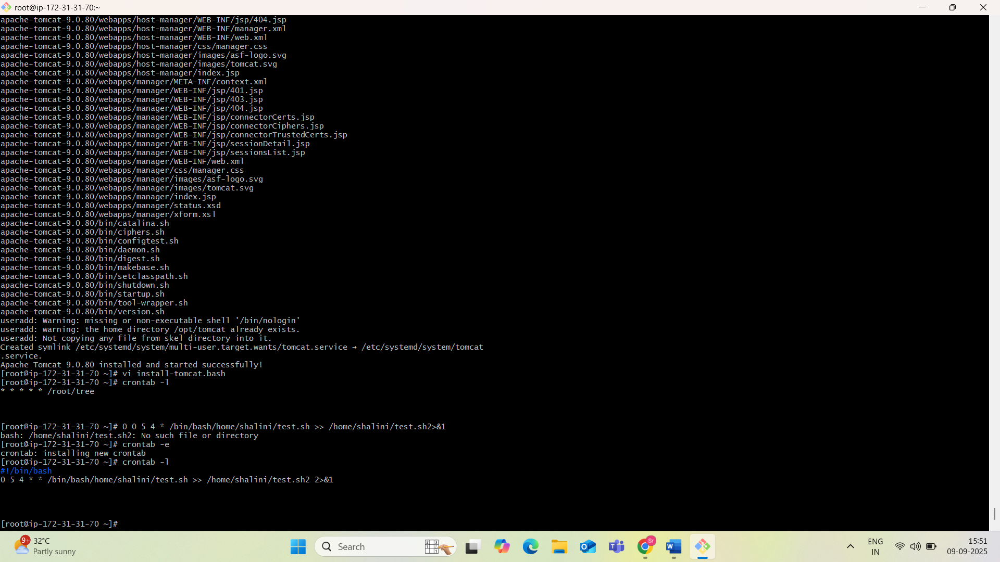 root@ip-172-31-31-70:~
apache-tomcat-9.0.80/webapps/host-manager/WEB-INF/jsp/404.jsp
apache-tomcat-9.0.80/webapps/host-manager/WEB-INF/manager.xml
apache-tomcat-9.0.80/webapps/host-manager/WEB-INF/web.xml
apache-tomcat-9.0.80/webapps/host-manager/css/manager.css
apache-tomcat-9.0.80/webapps/host-manager/images/asf-logo.svg
apache-tomcat-9.0.80/webapps/host-manager/images/tomcat.svg
apache-tomcat-9.0.80/webapps/host-manager/index.jsp
apache-tomcat-9.0.80/webapps/manager/META-INF/context.xml
apache-tomcat-9.0.80/webapps/manager/WEB-INF/jsp/401.jsp
apache-tomcat-9.0.80/webapps/manager/WEB-INF/jsp/403.jsp
apache-tomcat-9.0.80/webapps/manager/WEB-INF/jsp/404.jsp
apache-tomcat-9.0.80/webapps/manager/WEB-INF/jsp/connectorCerts.jsp
apache-tomcat-9.0.80/webapps/manager/WEB-INF/jsp/connectorCiphers.jsp
apache-tomcat-9.0.80/webapps/manager/WEB-INF/jsp/connectorTrustedCerts.jsp
apache-tomcat-9.0.80/webapps/manager/WEB-INF/jsp/sessionDetail.jsp
apache-tomcat-9.0.80/webapps/manager/WEB-INF/jsp/sessionsList.jsp
apache-tomcat-9.0.80/webapps/manager/WEB-INF/web.xml
apache-tomcat-9.0.80/webapps/manager/css/manager.css
apache-tomcat-9.0.80/webapps/manager/images/asf-logo.svg
apache-tomcat-9.0.80/webapps/manager/images/tomcat.svg
apache-tomcat-9.0.80/webapps/manager/index.jsp
apache-tomcat-9.0.80/webapps/manager/status.xsd
apache-tomcat-9.0.80/webapps/manager/xform.xsl
apache-tomcat-9.0.80/bin/catalina.sh
apache-tomcat-9.0.80/bin/ciphers.sh
apache-tomcat-9.0.80/bin/configtest.sh
apache-tomcat-9.0.80/bin/daemon.sh
apache-tomcat-9.0.80/bin/digest.sh
apache-tomcat-9.0.80/bin/makebase.sh
apache-tomcat-9.0.80/bin/setclasspath.sh
apache-tomcat-9.0.80/bin/shutdown.sh
apache-tomcat-9.0.80/bin/startup.sh
apache-tomcat-9.0.80/bin/tool-wrapper.sh
apache-tomcat-9.0.80/bin/version.sh
useradd: Warning: missing or non-executable shell '/bin/nologin'
useradd: warning: the home directory /opt/tomcat already exists.
useradd: Not copying any file from skel directory into it.
Created symlink /etc/systemd/system/multi-user.target.wants/tomcat.service → /etc/systemd/system/tomcat
.service.
Apache Tomcat 9.0.80 installed and started successfully!
[root@ip-172-31-31-70 ~]# vi install-tomcat.bash
[root@ip-172-31-31-70 ~]# crontab -l
* * * * * /root/tree
[root@ip-172-31-31-70 ~]# 0 0 5 4 * /bin/bash/home/shalini/test.sh >> /home/shalini/test.sh2>&1
bash: /home/shalini/test.sh2: No such file or directory
[root@ip-172-31-31-70 ~]# crontab -e
crontab: installing new crontab
[root@ip-172-31-31-70 ~]# crontab -l
#!/bin/bash
0 5 4 * * /bin/bash/home/shalini/test.sh >> /home/shalini/test.sh2 2>&1
[root@ip-172-31-31-70 ~]#
9+
32°C
Partly sunny
Search
Sr
ENG
IN
15:51
09-09-2025